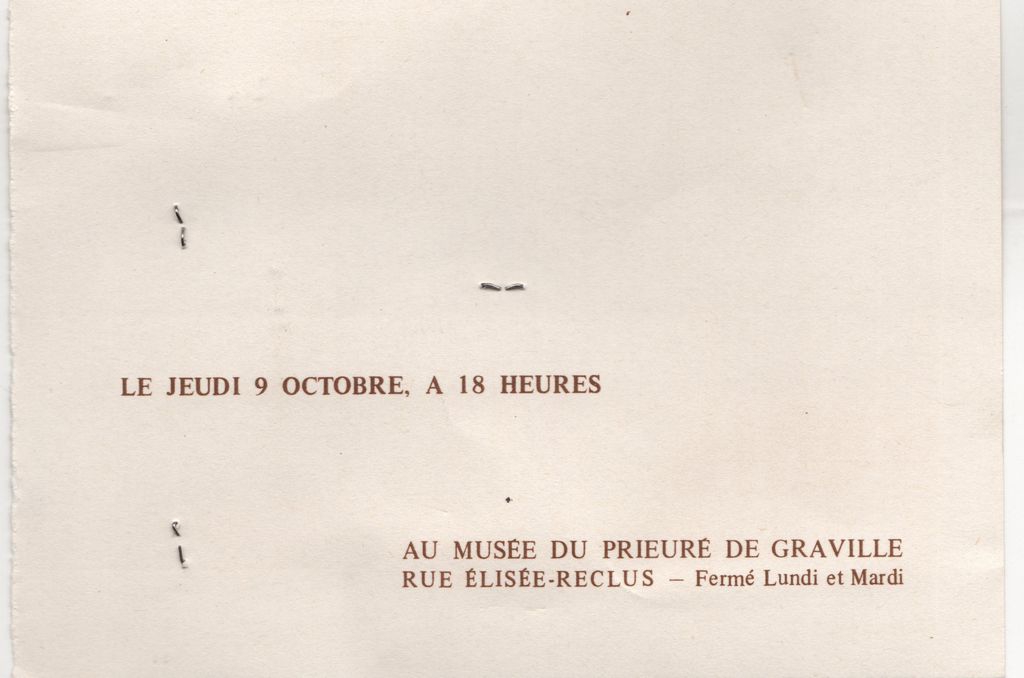 LE JEUDI 9 OCTOBRE, A 18 HEURES
AU MUSÉE DU PRIEURÉ DE GRAVILLE
RUE ÉLISÉE-RECLUS — Fermé Lundi et Mardi